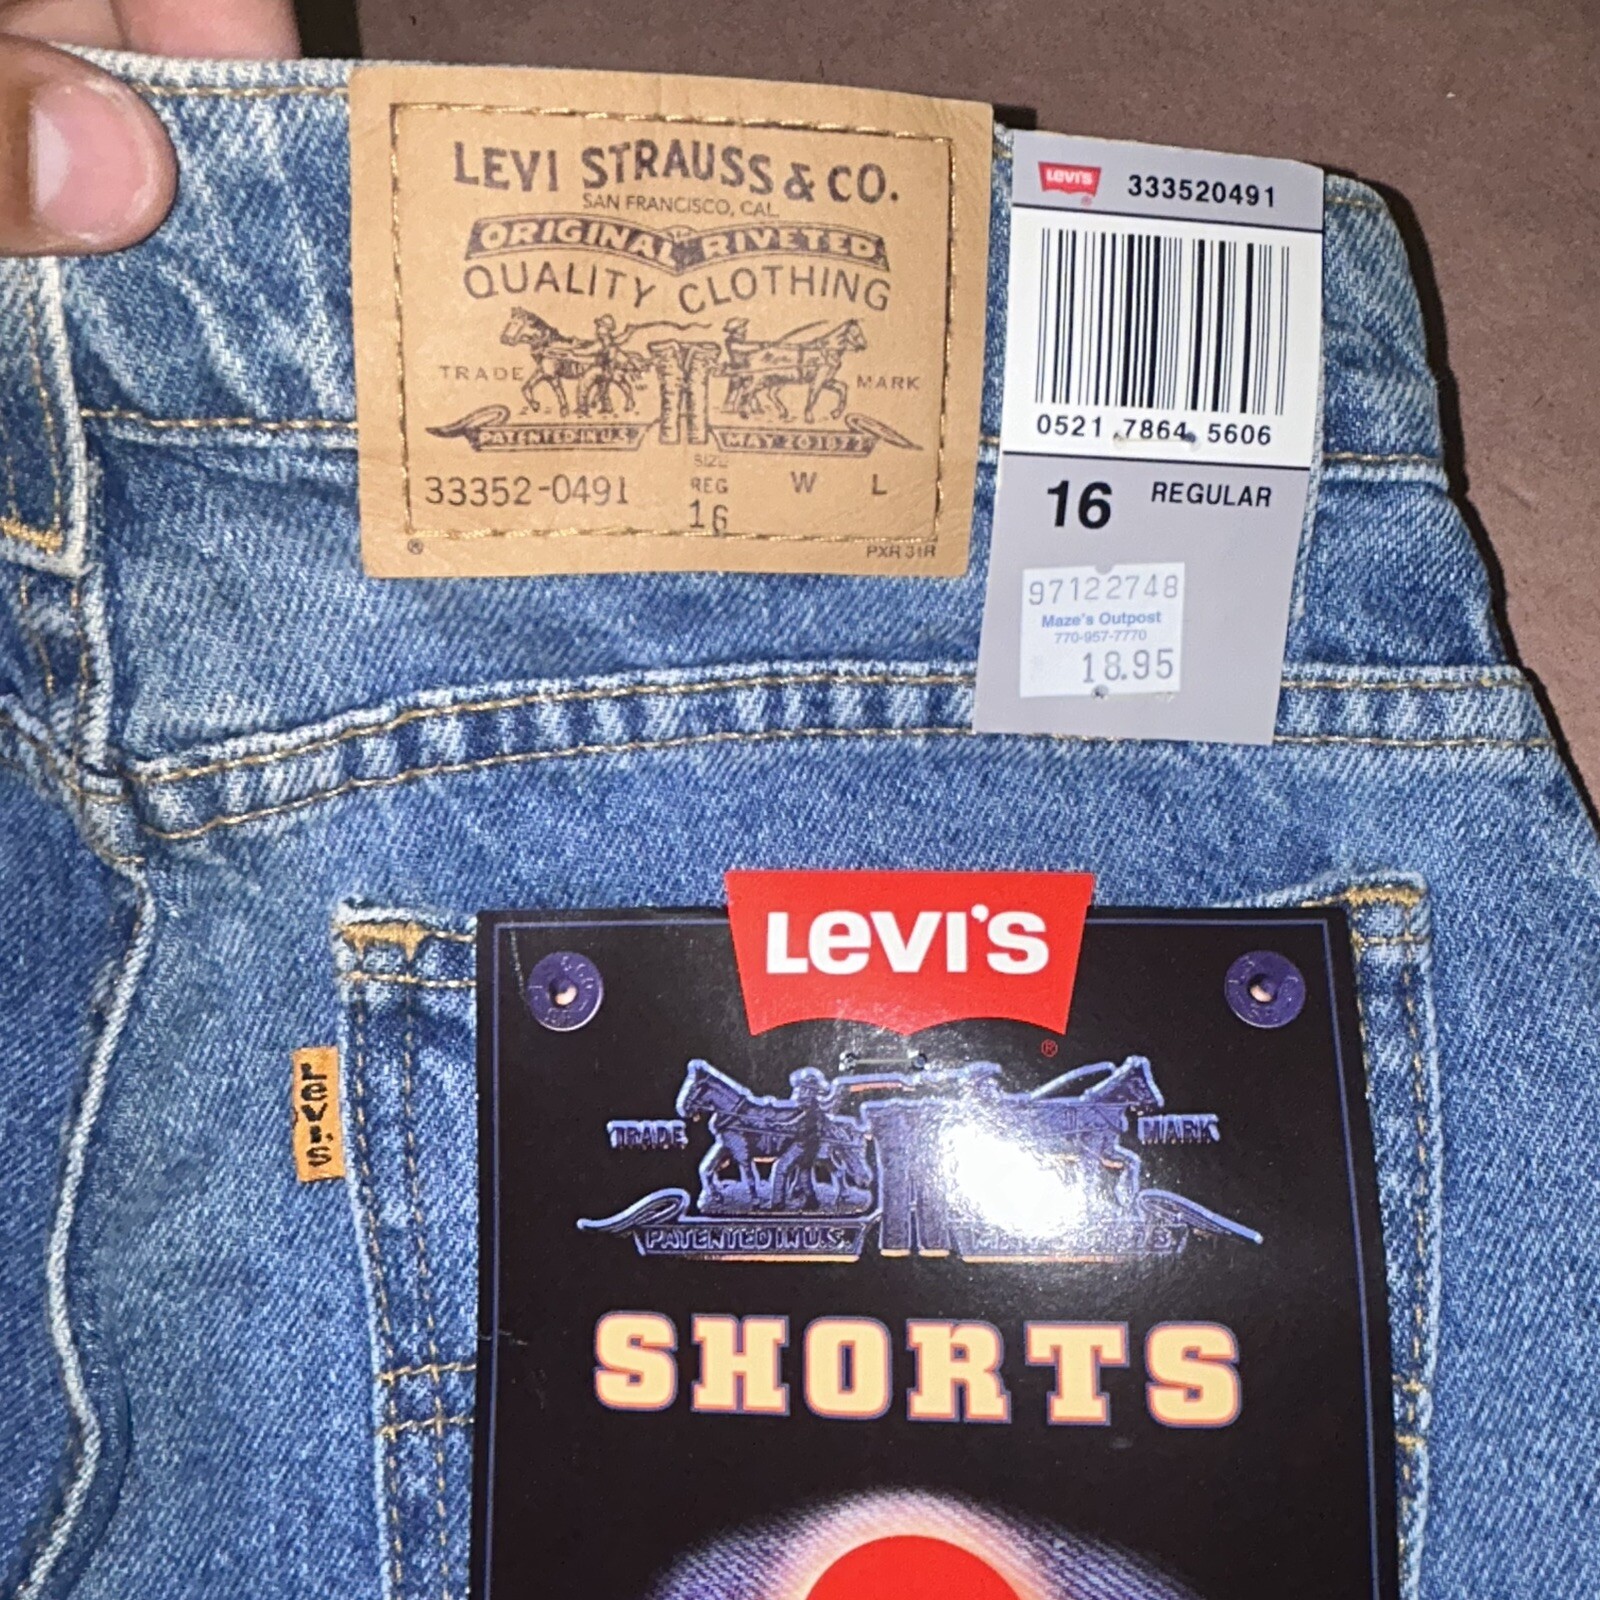 LEVI STRAUSS & CO.
SAN FRANCISCO, CAL
ORIGINAL RIVETED
QUALITY CLOTHING
TRADE MARK
PATENTED IN U.S. MAY 20 1873
SIZE
33352-0491 REG W L
16
® PXR 31R
Levi's® 333520491
0521 7864 5606
16 REGULAR
97122748
Maze's Outpost
770-957-7770
18.95
LEVI'S
®
LEVI'S
TRADE MARK
PATENTED IN U.S.
SHORTS